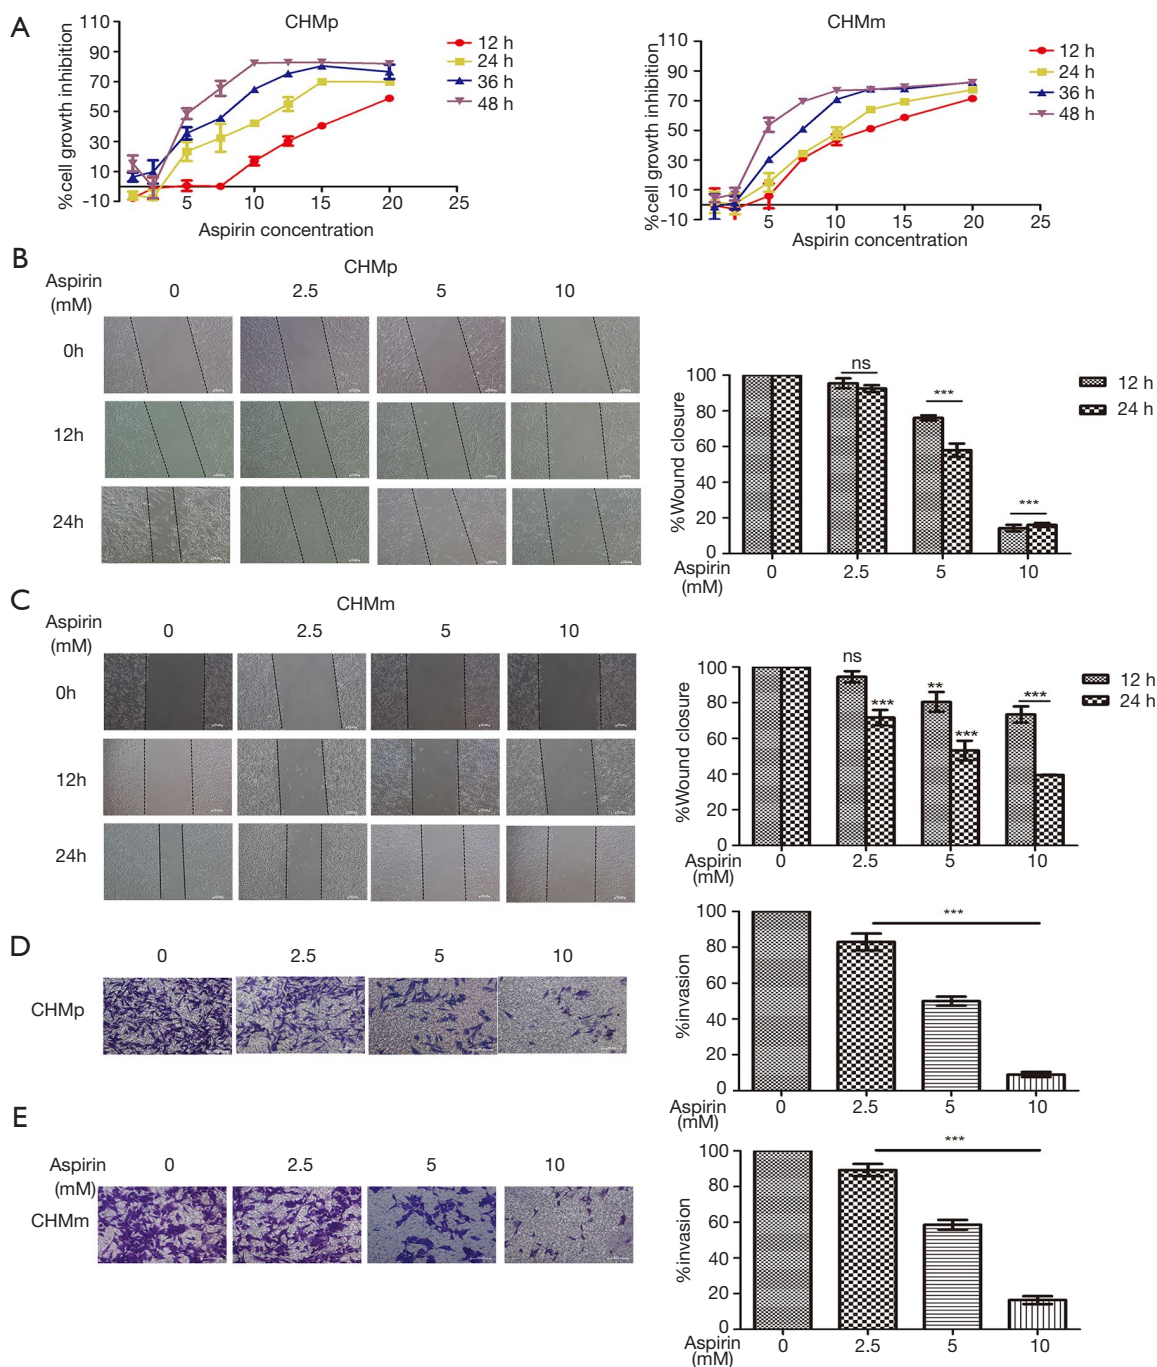 A
CHMp
%cell growth inhibition
110
90
70
50
30
10
-10
5
10
15
20
25
Aspirin concentration
12 h
24 h
36 h
48 h
CHMm
%cell growth inhibition
110
90
70
50
30
10
-10
5
10
15
20
25
Aspirin concentration
12 h
24 h
36 h
48 h
B
CHMp
Aspirin
(mM)
0
2.5
5
10
0h
12h
24h
%Wound closure
100
80
60
40
20
0
ns
***
***
12 h
24 h
Aspirin
(mM)
0
2.5
5
10
C
CHMm
Aspirin
(mM)
0
2.5
5
10
0h
12h
24h
%Wound closure
100
80
60
40
20
0
ns
***
**
***
***
12 h
24 h
Aspirin
(mM)
0
2.5
5
10
D
0
2.5
5
10
CHMp
%invasion
100
80
60
40
20
0
***
Aspirin
(mM)
0
2.5
5
10
E
Aspirin
(mM)
0
2.5
5
10
CHMm
%invasion
100
80
60
40
20
0
***
Aspirin
(mM)
0
2.5
5
10